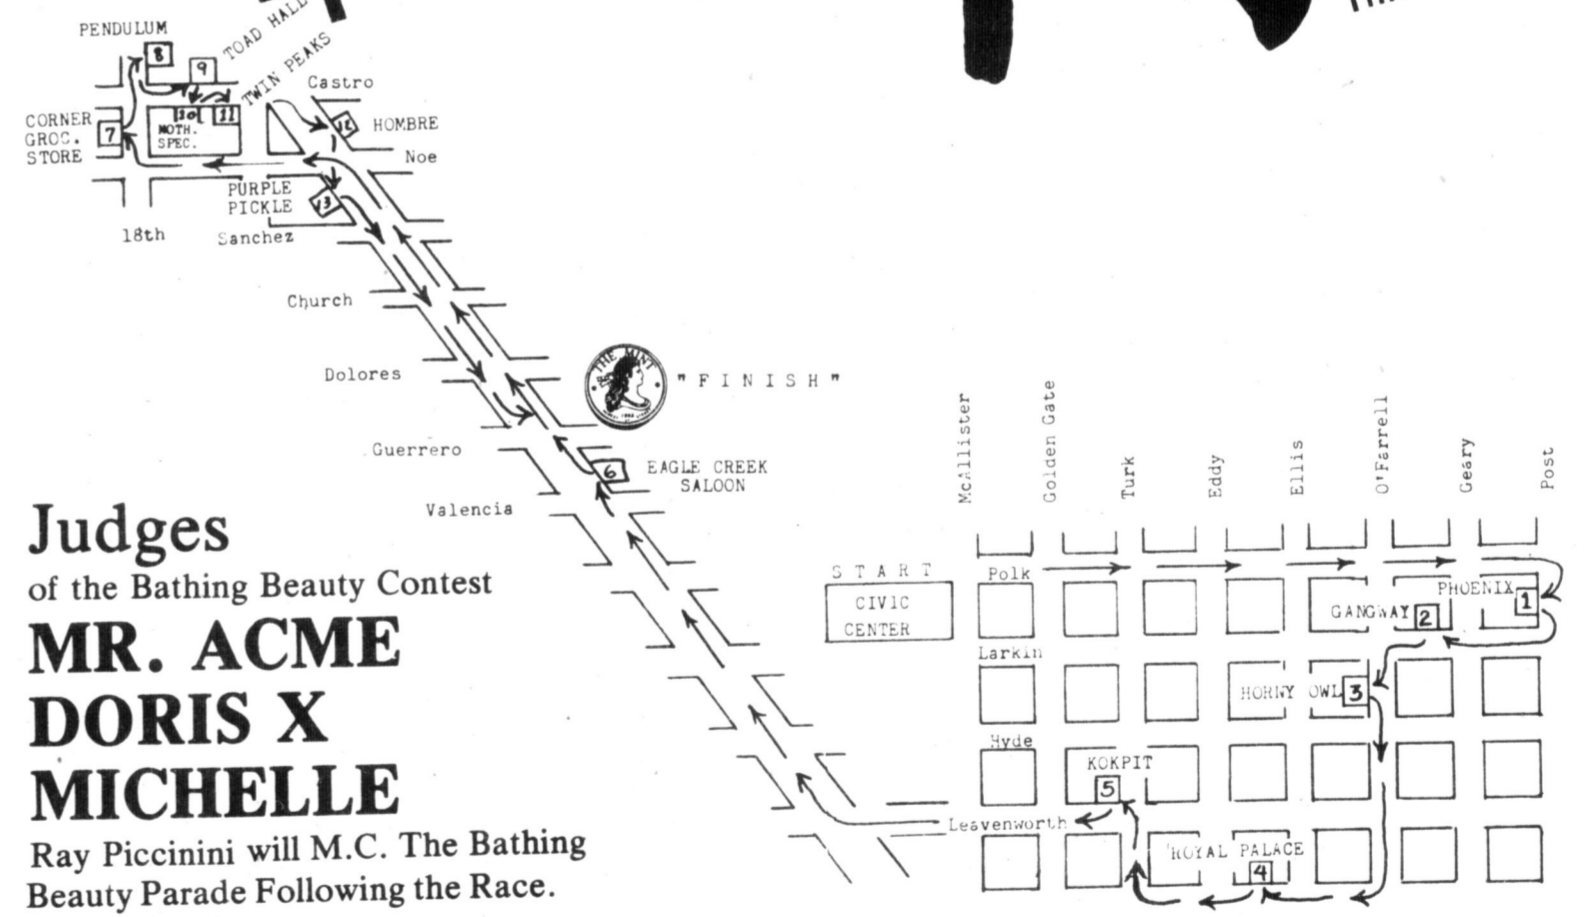 PENDULUM
8
9
TOAD HALL
TWIN PEAKS
10
11
MOTH.
SPEC.
CORNER
GROC.
STORE
7
Castro
12
HOMBRE
Noe
PURPLE
PICKLE
13
18th
Sanchez
Church
Dolores
THE MINT
"FINISH"
Guerrero
6
EAGLE CREEK
SALOON
Valencia
McAllister
Golden Gate
Turk
Eddy
Ellis
O'Farrell
Geary
Post
START
CIVIC
CENTER
Polk
PHOENIX
1
GANGWAY
2
Larkin
HORNY OWL
3
Hyde
KOKPIT
5
Leavenworth
ROYAL PALACE
4
Judges
of the Bathing Beauty Contest
MR. ACME
DORIS X
MICHELLE
Ray Piccinini will M.C. The Bathing
Beauty Parade Following the Race.